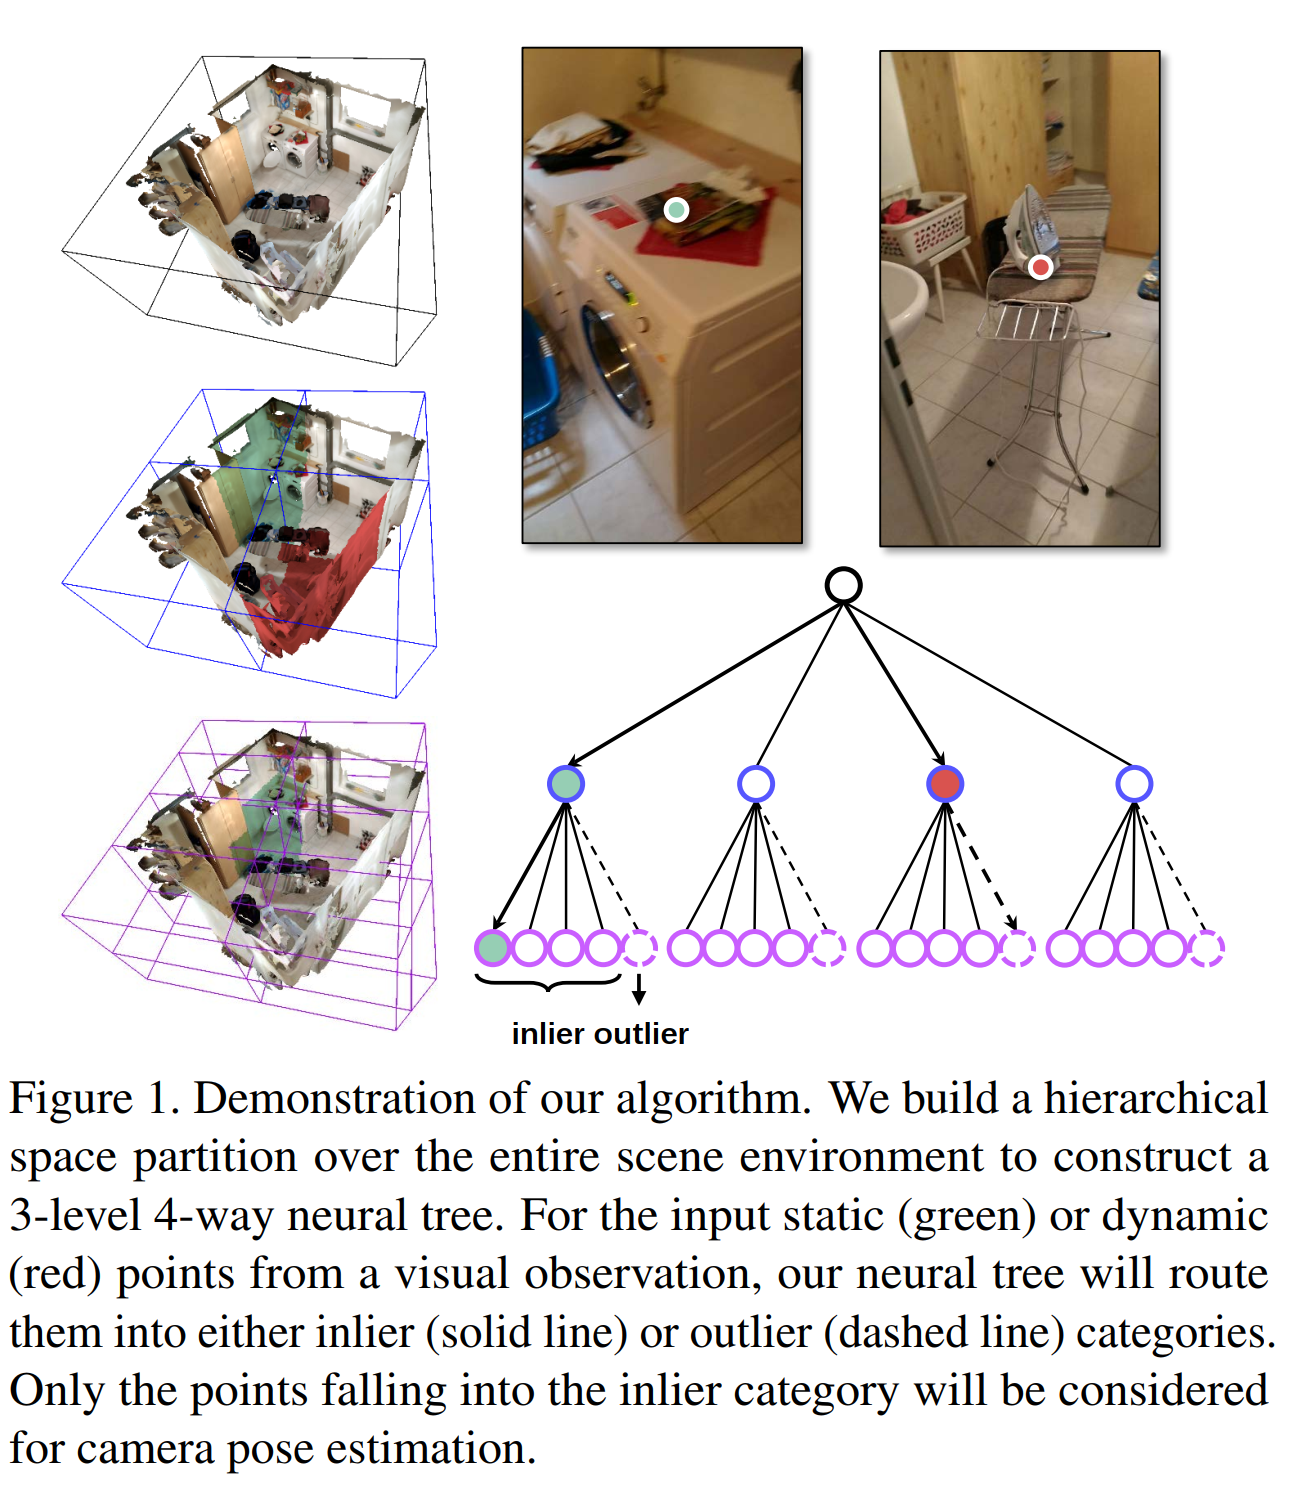 inlier outlier
Figure 1. Demonstration of our algorithm. We build a hierarchical
space partition over the entire scene environment to construct a
3-level 4-way neural tree. For the input static (green) or dynamic
(red) points from a visual observation, our neural tree will route
them into either inlier (solid line) or outlier (dashed line) categories.
Only the points falling into the inlier category will be considered
for camera pose estimation.